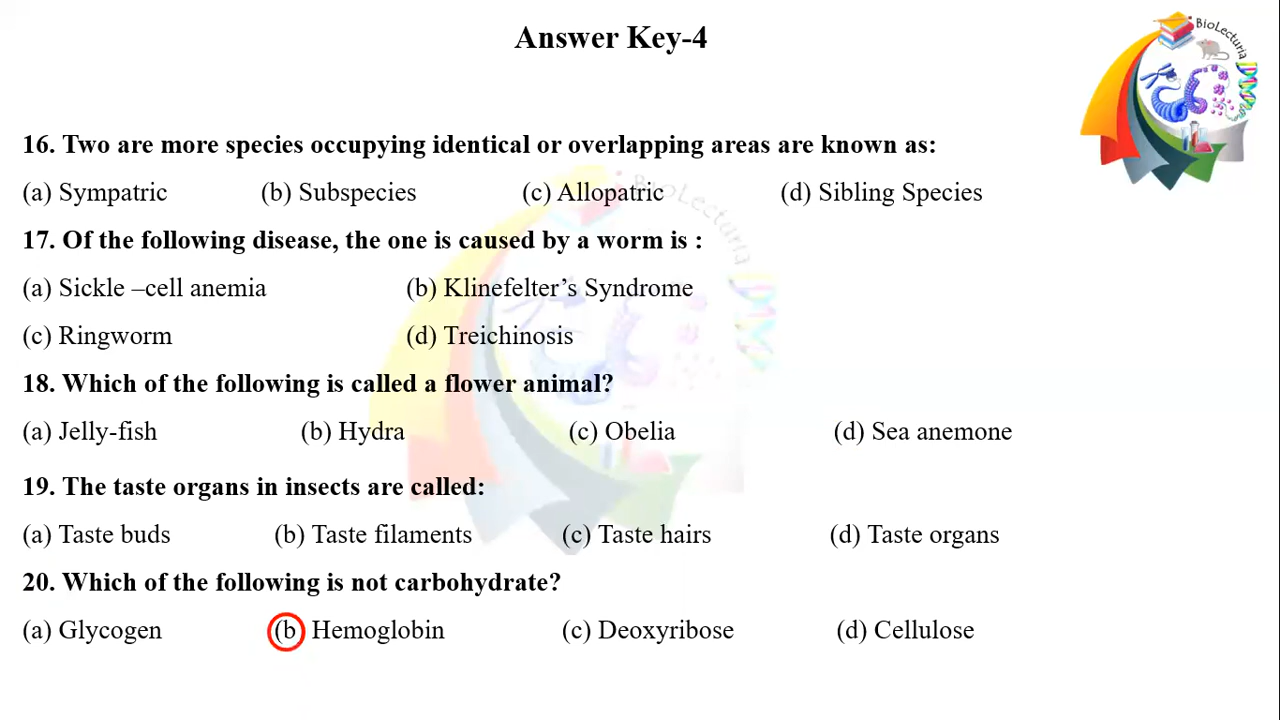 Answer Key-4
BioLecturia
16. Two are more species occupying identical or overlapping areas are known as:
(a) Sympatric (b) Subspecies (c) Allopatric (d) Sibling Species
17. Of the following disease, the one is caused by a worm is :
(a) Sickle –cell anemia (b) Klinefelter’s Syndrome
(c) Ringworm (d) Treichinosis
18. Which of the following is called a flower animal?
(a) Jelly-fish (b) Hydra (c) Obelia (d) Sea anemone
19. The taste organs in insects are called:
(a) Taste buds (b) Taste filaments (c) Taste hairs (d) Taste organs
20. Which of the following is not carbohydrate?
(a) Glycogen (b) Hemoglobin (c) Deoxyribose (d) Cellulose
BioLecturia